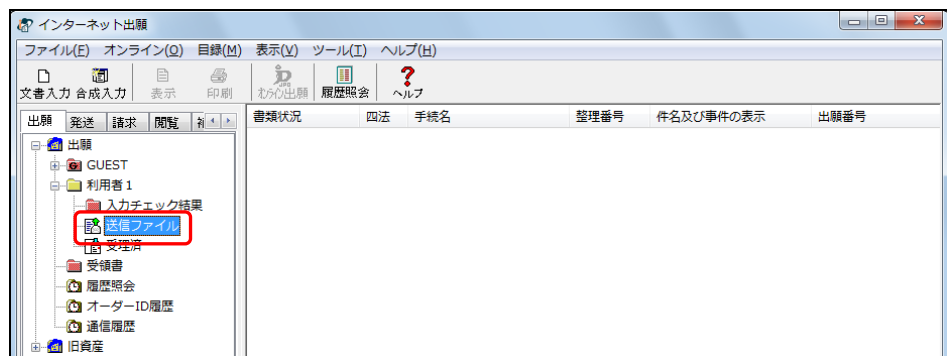 インターネット出願
ファイル(F) オンライン(O) 目録(M) 表示(V) ツール(T) ヘルプ(H)
文書入力 合成入力 表示 印刷 オンライン出願 履歴照会 ヘルプ
出願 発送 請求 閲覧
書類状況 四法 手続名 整理番号 件名及び事件の表示 出願番号
出願
GUEST
利用者1
入力チェック結果
送信ファイル
受理済
受領書
履歴照会
オーダーID履歴
通信履歴
旧資産